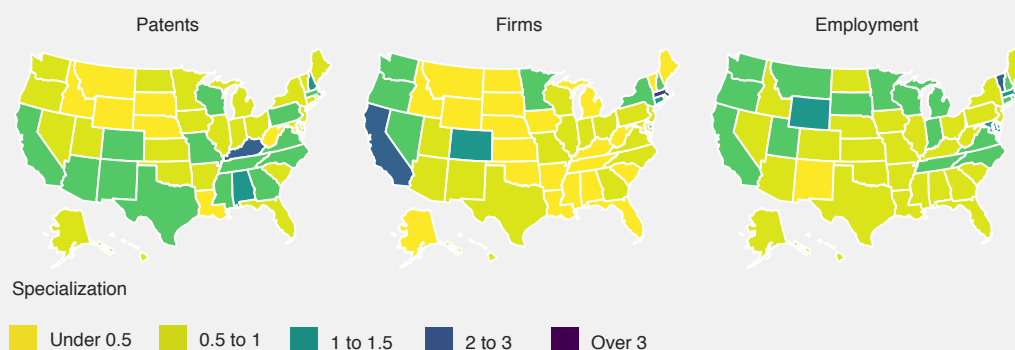 Patents Firms Employment
Specialization
Under 0.5 0.5 to 1 1 to 1.5 2 to 3 Over 3